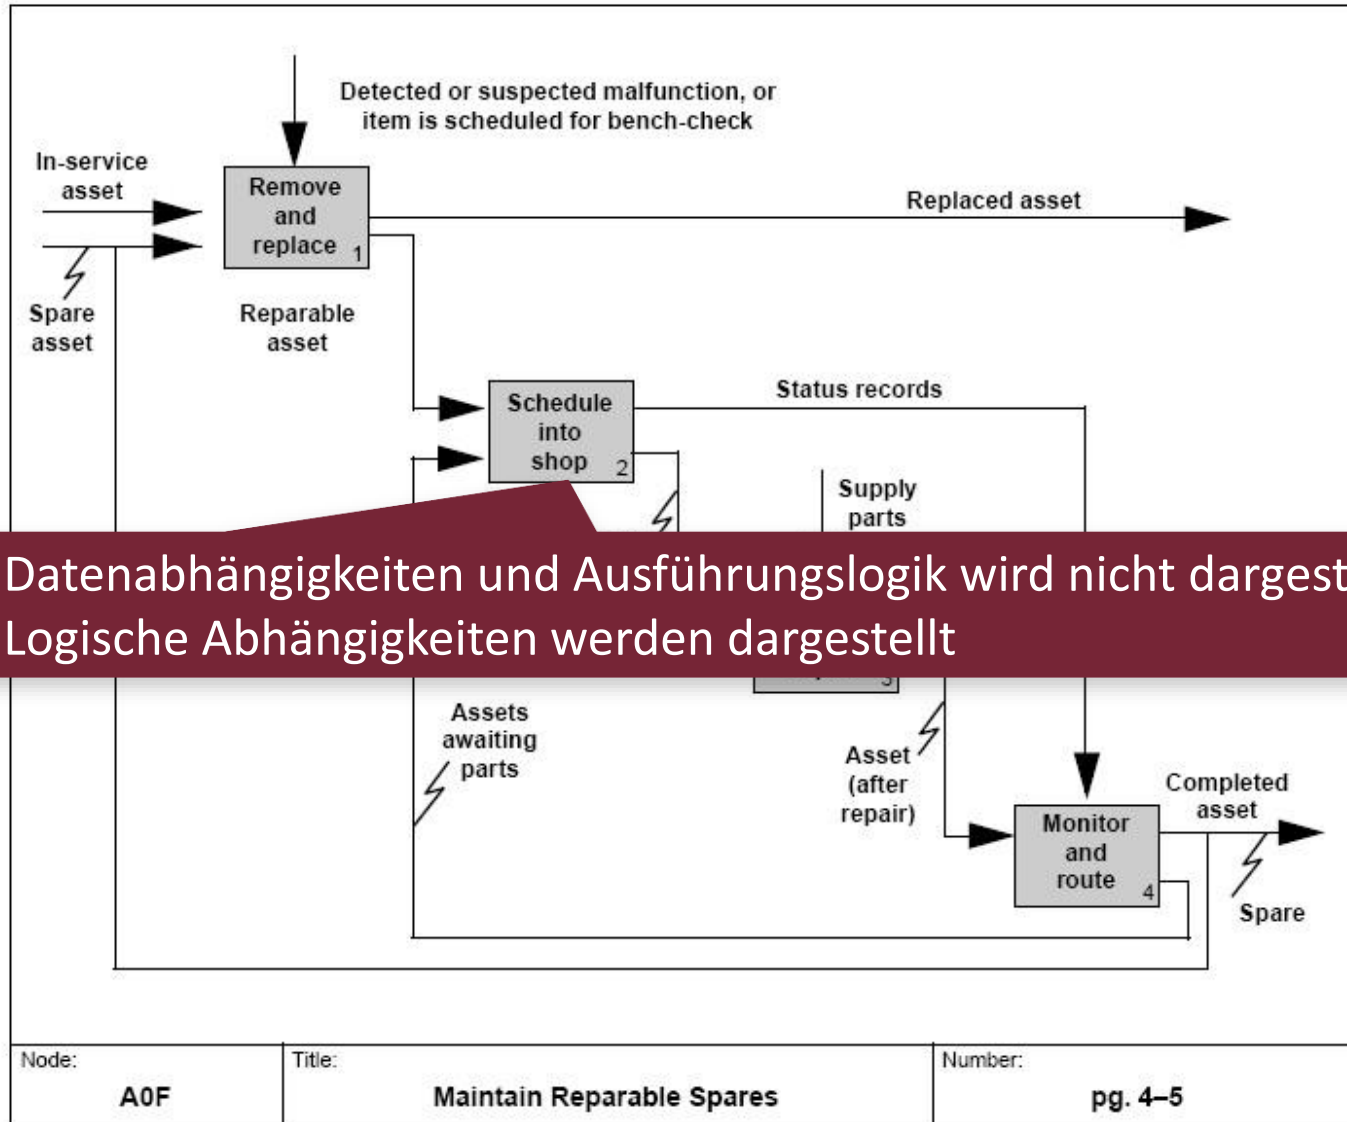 Detected or suspected malfunction, or
item is scheduled for bench-check
In-service
asset
Remove
and
replace 1
Replaced asset
Spare
asset
Reparable
asset
Schedule
into
shop 2
Status records
Supply
parts
Datenabhängigkeiten und Ausführungslogik wird nicht dargest
Logische Abhängigkeiten werden dargestellt
3
Assets
awaiting
parts
Asset
(after
repair)
Completed
asset
Monitor
and
route 4
Spare
Node:
A0F
Title:
Maintain Reparable Spares
Number:
pg. 4–5